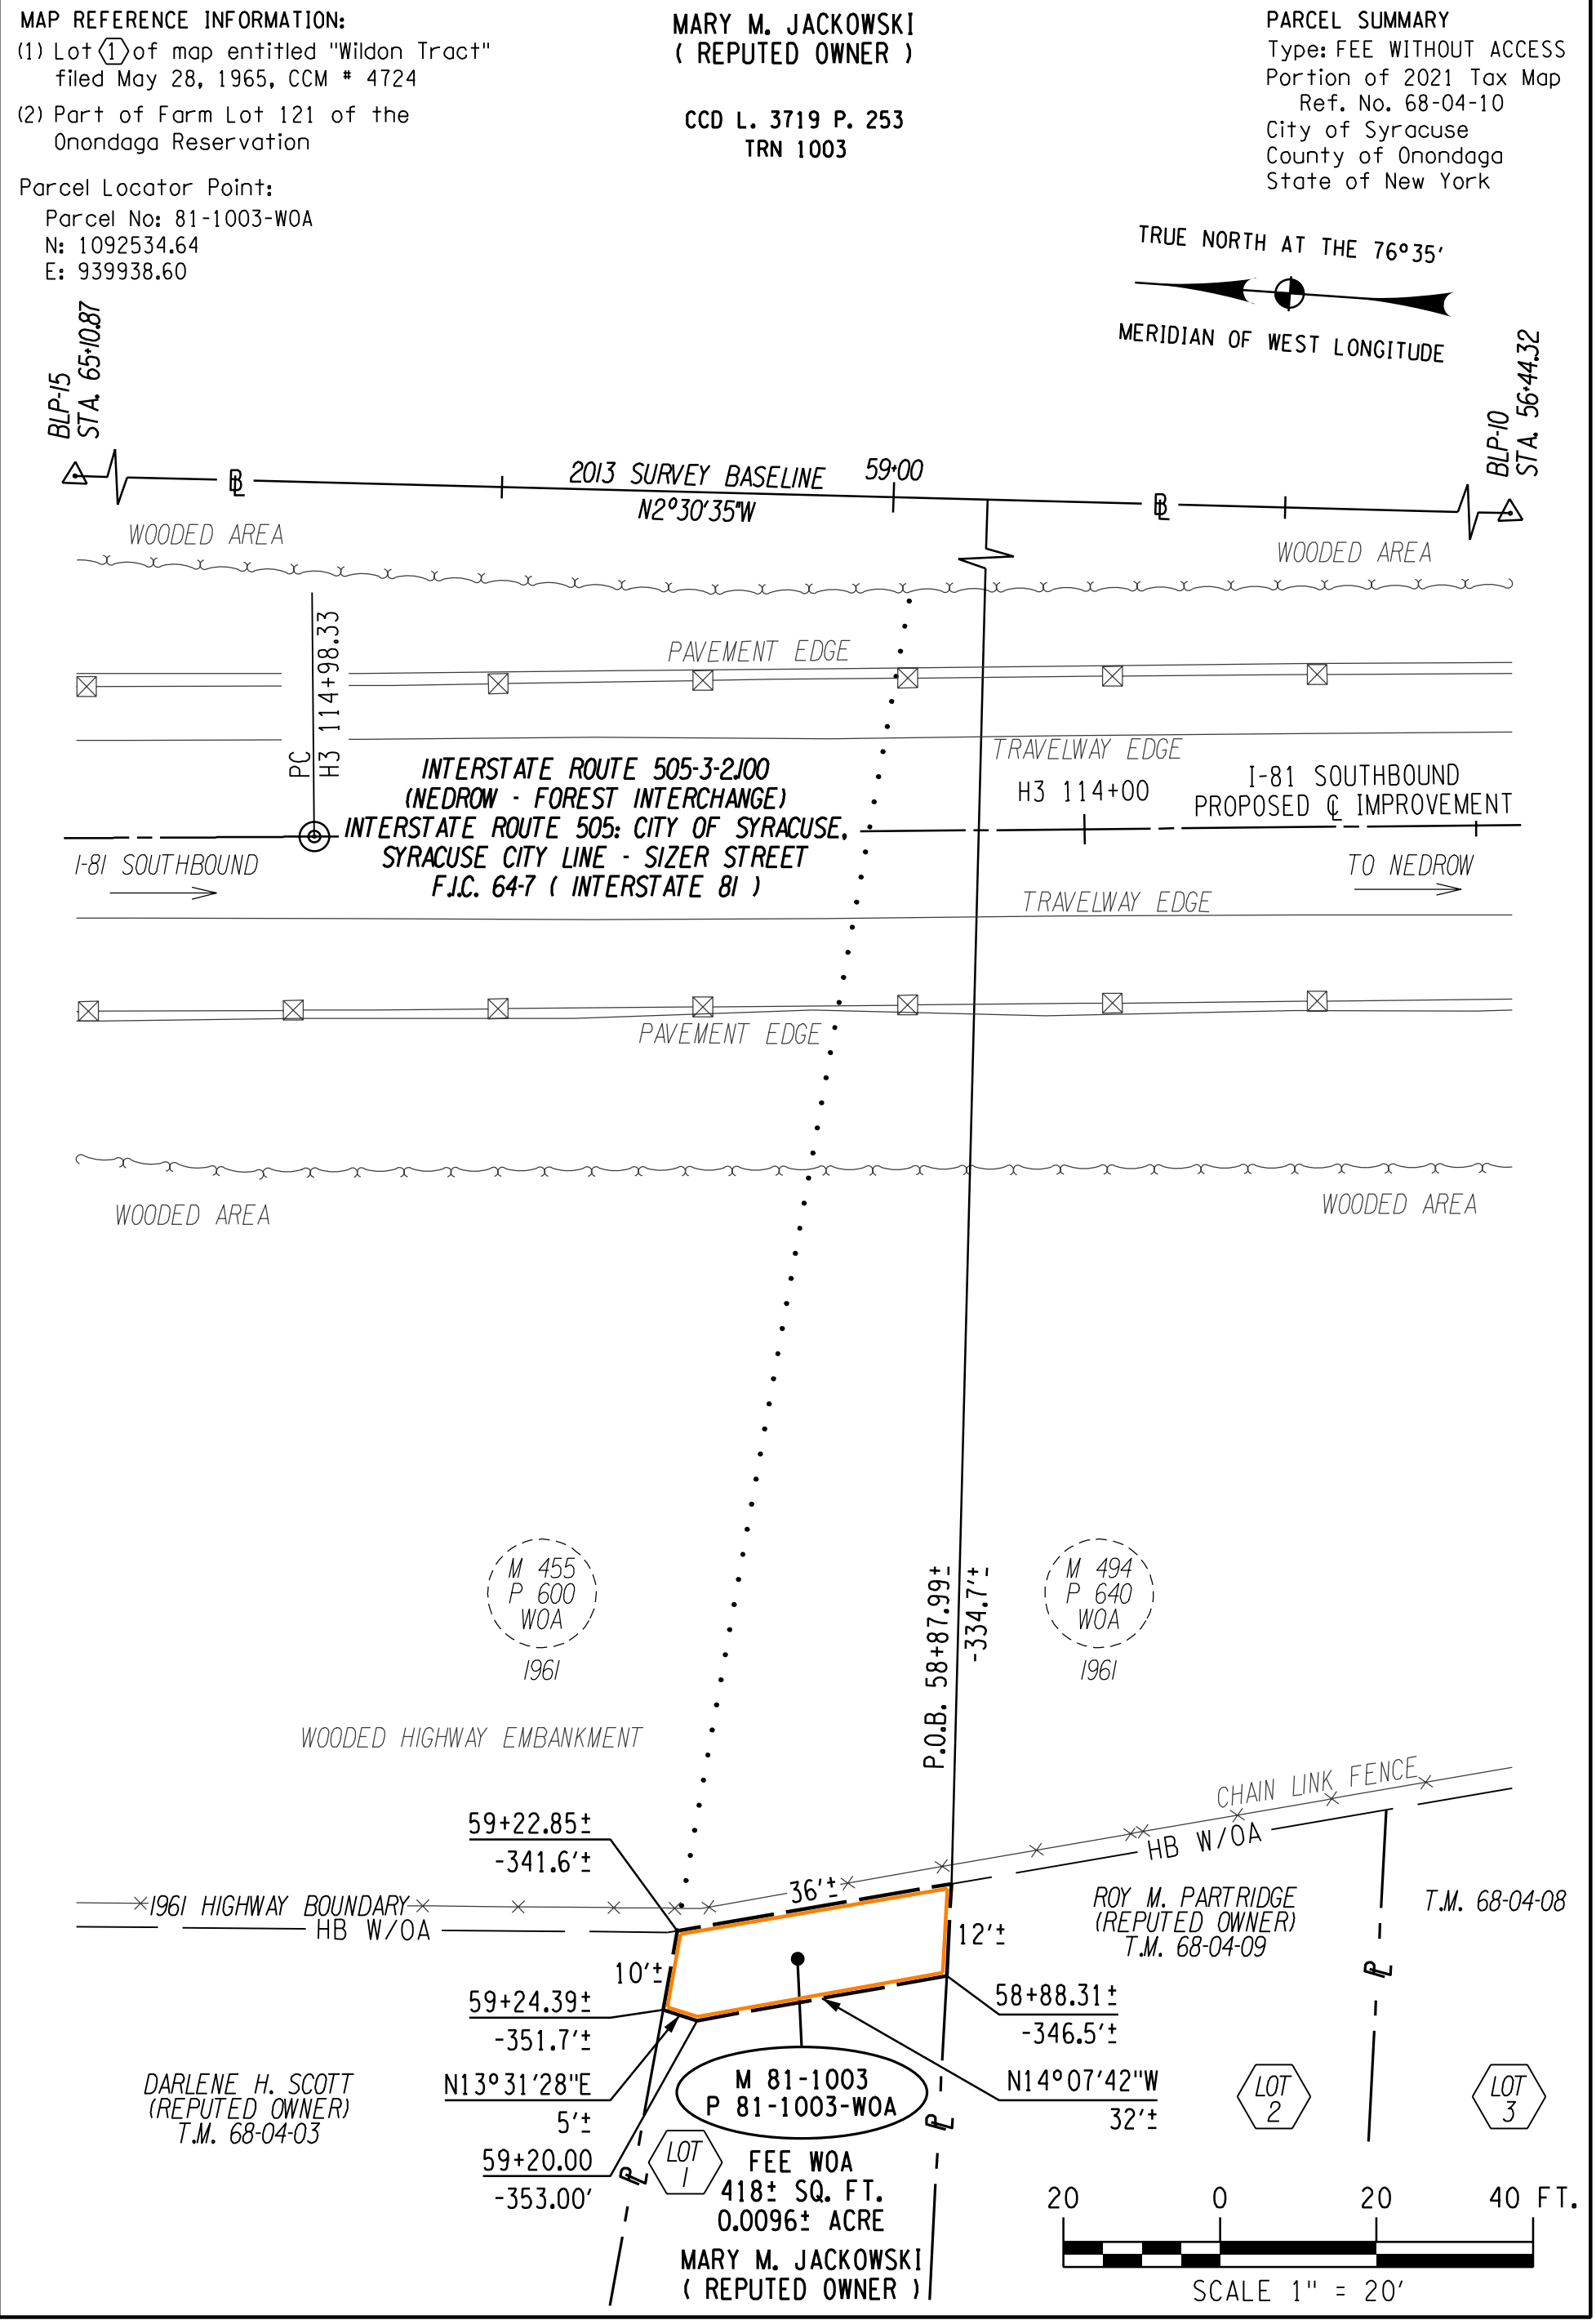 MAP REFERENCE INFORMATION:
(1) Lot 1 of map entitled "Wildon Tract"
filed May 28, 1965, CCM # 4724
(2) Part of Farm Lot 121 of the
Onondaga Reservation
Parcel Locator Point:
Parcel No: 81-1003-WOA
N: 1092534.64
E: 939938.60
MARY M. JACKOWSKI
( REPUTED OWNER )
CCD L. 3719 P. 253
TRN 1003
PARCEL SUMMARY
Type: FEE WITHOUT ACCESS
Portion of 2021 Tax Map
Ref. No. 68-04-10
City of Syracuse
County of Onondaga
State of New York
TRUE NORTH AT THE 76°35'
MERIDIAN OF WEST LONGITUDE
BLP-15
STA. 65+10.87
BLP-10
STA. 56+44.32
2013 SURVEY BASELINE
59+00
N2°30'35"W
WOODED AREA
WOODED AREA
PAVEMENT EDGE
PC
H3 114+98.33
TRAVELWAY EDGE
H3 114+00
I-81 SOUTHBOUND
PROPOSED ℄ IMPROVEMENT
INTERSTATE ROUTE 505-3-2.100
(NEDROW - FOREST INTERCHANGE)
INTERSTATE ROUTE 505: CITY OF SYRACUSE,
SYRACUSE CITY LINE - SIZER STREET
F.I.C. 64-7 ( INTERSTATE 81 )
I-81 SOUTHBOUND
TO NEDROW
TRAVELWAY EDGE
PAVEMENT EDGE
WOODED AREA
WOODED AREA
M 455
P 600
WOA
1961
P.O.B. 58+87.99±
-334.7'±
M 494
P 640
WOA
1961
WOODED HIGHWAY EMBANKMENT
CHAIN LINK FENCE
HB W/OA
59+22.85±
-341.6'±
36'±
1961 HIGHWAY BOUNDARY
HB W/OA
ROY M. PARTRIDGE
(REPUTED OWNER)
T.M. 68-04-09
T.M. 68-04-08
12'±
10'±
59+24.39±
-351.7'±
58+88.31±
-346.5'±
N13°31'28"E
5'±
N14°07'42"W
32'±
M 81-1003
P 81-1003-WOA
DARLENE H. SCOTT
(REPUTED OWNER)
T.M. 68-04-03
LOT
2
LOT
3
59+20.00
-353.00'
LOT
1
FEE WOA
418± SQ. FT.
0.0096± ACRE
MARY M. JACKOWSKI
( REPUTED OWNER )
20 0 20 40 FT.
SCALE 1" = 20'